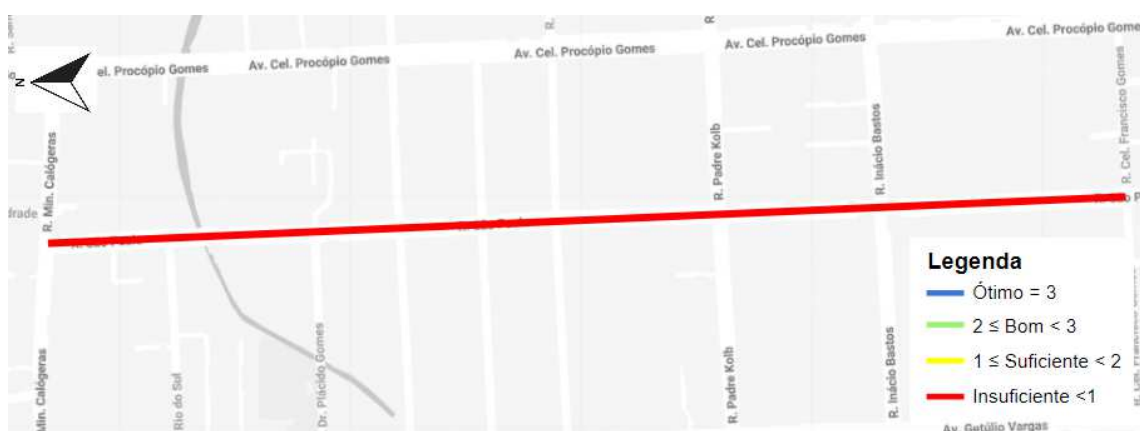 R.
R.
Av. Cel. Procópio Gomes
Av. Cel. Procópio Gomes
Av. Cel. Procópio Gomes
Av. Cel. Procópio Gomes
el. Procópio Gomes
N
R. Min. Calógeras
R. Padre Kolb
R. Inácio Bastos
R. Cel. Francisco Gomes
drade
Min. Calógeras
Rio do Sul
Dr. Plácido Gomes
R. Padre Kolb
R. Inácio Bastos
Legenda
Ótimo = 3
2 ≤ Bom < 3
1 ≤ Suficiente < 2
Insuficiente <1
Av. Getúlio Vargas